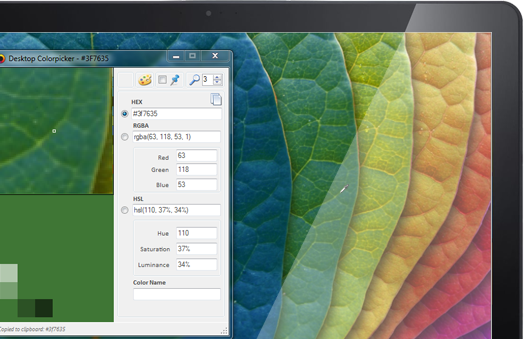 Desktop Colorpicker - #3F7635
3
HEX
#3f7635
RGBA
rgba(63, 118, 53, 1)
Red 63
Green 118
Blue 53
HSL
hsl(110, 37%, 34%)
Hue 110
Saturation 37%
Luminance 34%
Color Name
Copied to clipboard: #3f7635